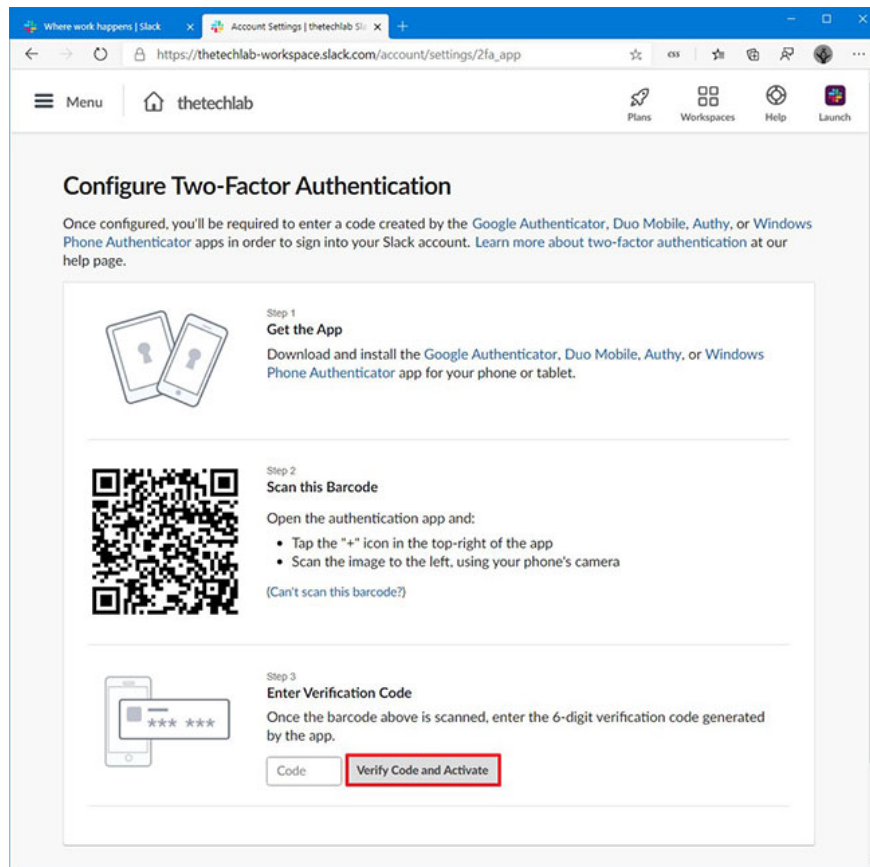 Where work happens | Slack
Account Settings | thetechlab Sl
https://thetechlab-workspace.slack.com/account/settings/2fa_app
css
Menu
thetechlab
Plans
Workspaces
Help
Launch
Configure Two-Factor Authentication
Once configured, you'll be required to enter a code created by the Google Authenticator, Duo Mobile, Authy, or Windows
Phone Authenticator apps in order to sign into your Slack account. Learn more about two-factor authentication at our
help page.
Step 1
Get the App
Download and install the Google Authenticator, Duo Mobile, Authy, or Windows
Phone Authenticator app for your phone or tablet.
Step 2
Scan this Barcode
Open the authentication app and:
• Tap the "+" icon in the top-right of the app
• Scan the image to the left, using your phone's camera
(Can't scan this barcode?)
Step 3
Enter Verification Code
*** ***
Once the barcode above is scanned, enter the 6-digit verification code generated
by the app.
Code
Verify Code and Activate